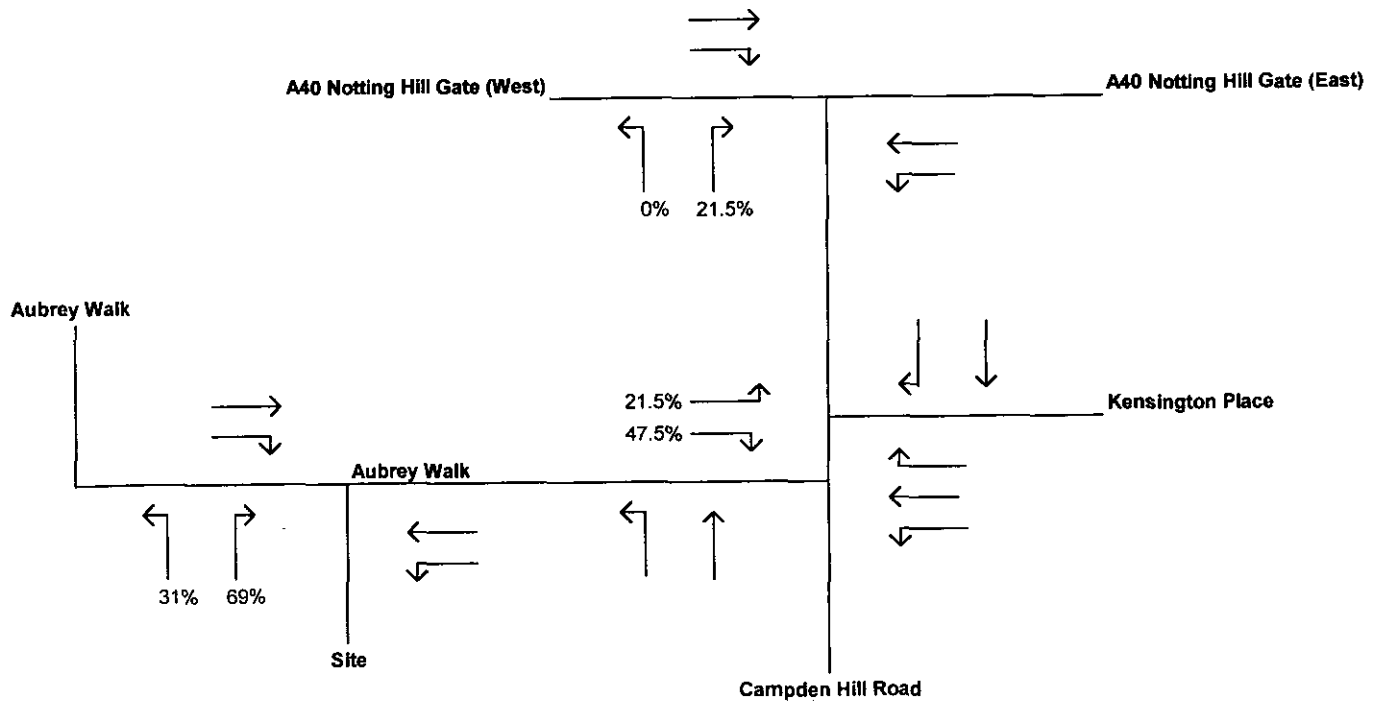 A40 Notting Hill Gate (West)
A40 Notting Hill Gate (East)
0% 21.5%
Aubrey Walk
21.5%
47.5%
Kensington Place
Aubrey Walk
31% 69%
Site
Campden Hill Road